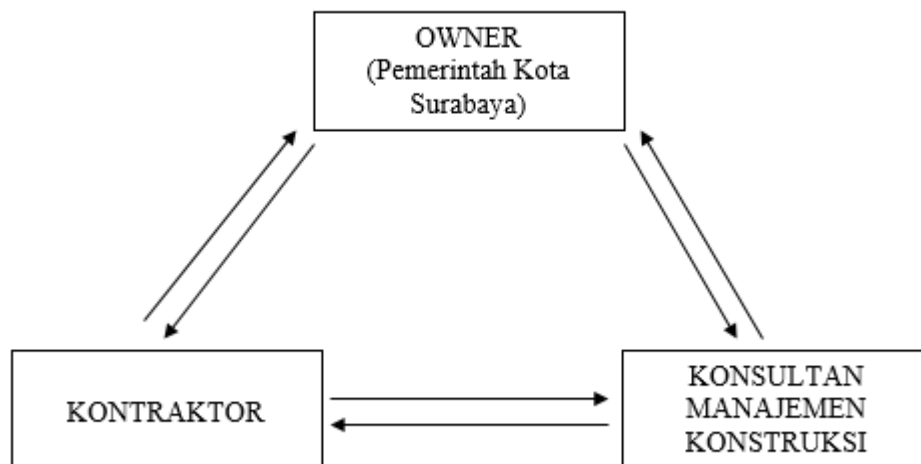 OWNER
(Pemerintah Kota
Surabaya)
KONTRAKTOR
KONSULTAN
MANAJEMEN
KONSTRUKSI